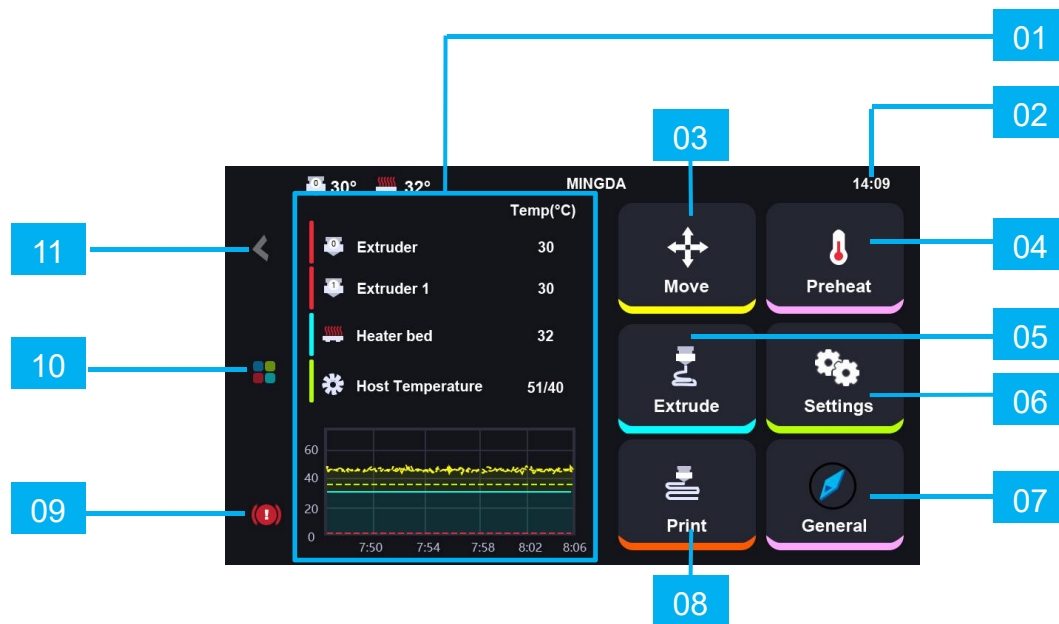 01
02
03
30° 32° MINGDA 14:09
Temp(°C)
0 Extruder 30
1 Extruder 1 30
Heater bed 32
Host Temperature 51/40
60
40
20
0
7:50 7:54 7:58 8:02 8:06
Move
Preheat
Extrude
Settings
Print
General
04
05
06
07
08
09
10
11